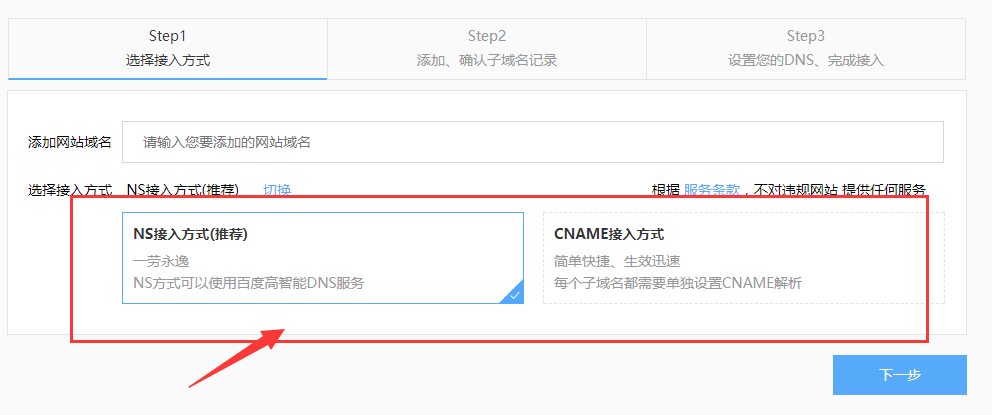 Step1 Step2 Step3
选择接入方式 添加、确认子域名记录 设置您的DNS、完成接入
添加网站域名 请输入您要添加的网站域名
选择接入方式 NS接入方式(推荐) 切换 根据 服务条款，不对违规网站 提供任何服务
NS接入方式(推荐) CNAME接入方式
一劳永逸 简单快捷、生效迅速
NS方式可以使用百度高智能DNS服务 每个子域名都需要单独设置CNAME解析
下一步